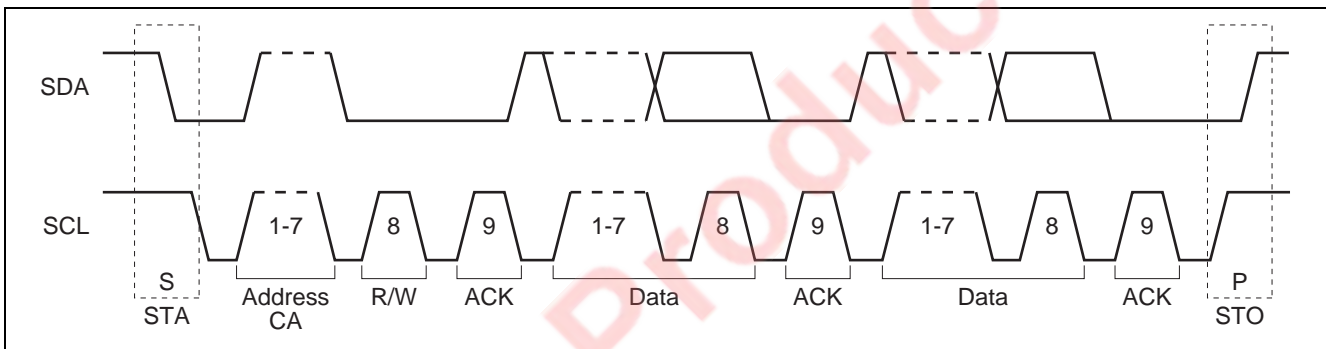 SDA
SCL
1-7 8 9 1-7 8 9 1-7 8 9
S P
STA Address R/W ACK Data ACK Data ACK STO
CA
Produc